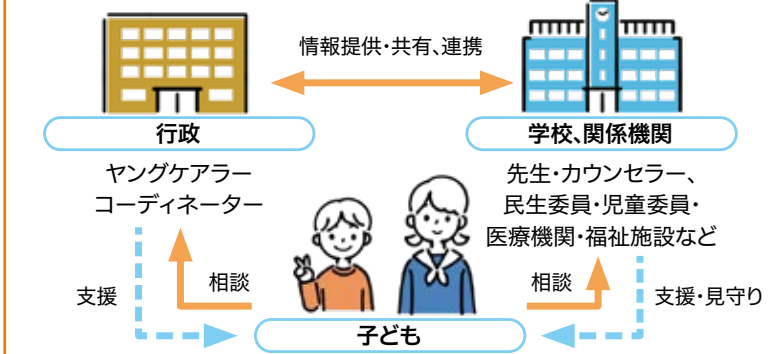 情報提供・共有、連携
行政
学校、関係機関
ヤングケアラー
コーディネーター
先生・カウンセラー、
民生委員・児童委員・
医療機関・福祉施設など
支援
相談
相談
支援・見守り
子ども